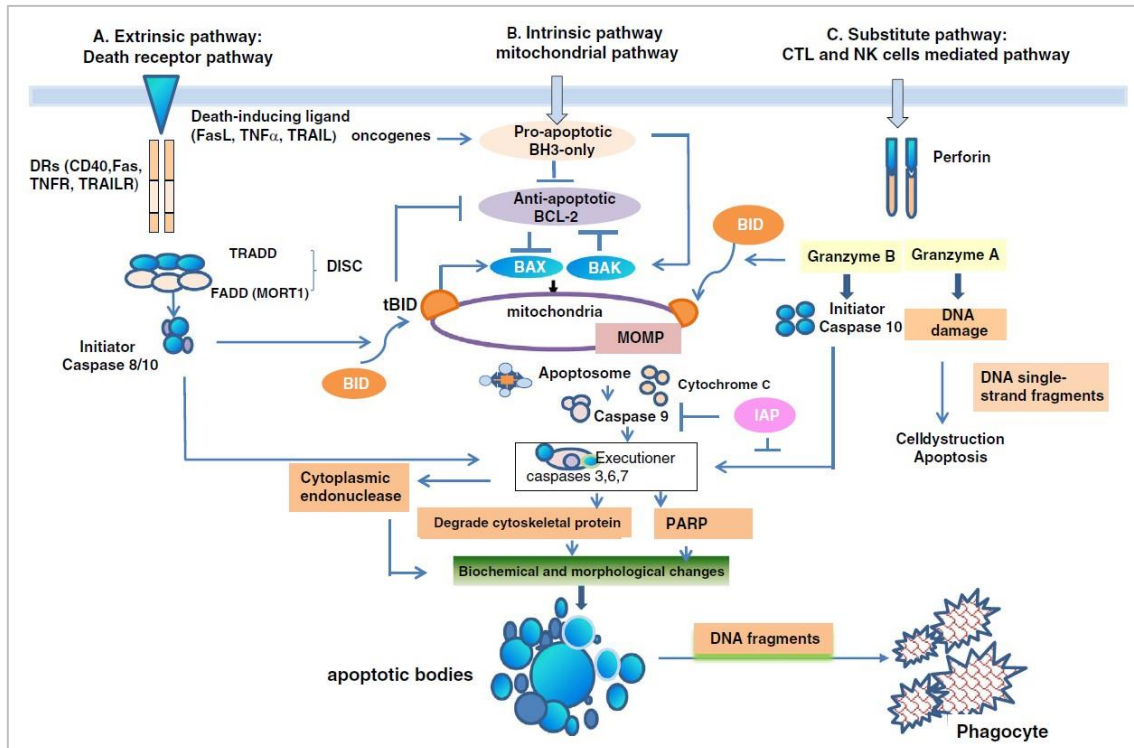 A. Extrinsic pathway:
Death receptor pathway
B. Intrinsic pathway
mitochondrial pathway
C. Substitute pathway:
CTL and NK cells mediated pathway
Death-inducing ligand
(FasL, TNFα, TRAIL)
oncogenes
Pro-apoptotic
BH3-only
DRs (CD40,Fas,
TNFR, TRAILR)
Perforin
Anti-apoptotic
BCL-2
BID
TRADD
DISC
FADD (MORT1)
BAX
BAK
Granzyme B
Granzyme A
tBID
mitochondria
MOMP
Initiator
Caspase 10
DNA
damage
Initiator
Caspase 8/10
BID
Apoptosome
Cytochrome C
Caspase 9
IAP
DNA single-
strand fragments
Celldystruction
Apoptosis
Executioner
caspases 3,6,7
Cytoplasmic
endonuclease
Degrade cytoskeletal protein
PARP
Biochemical and morphological changes
apoptotic bodies
DNA fragments
Phagocyte